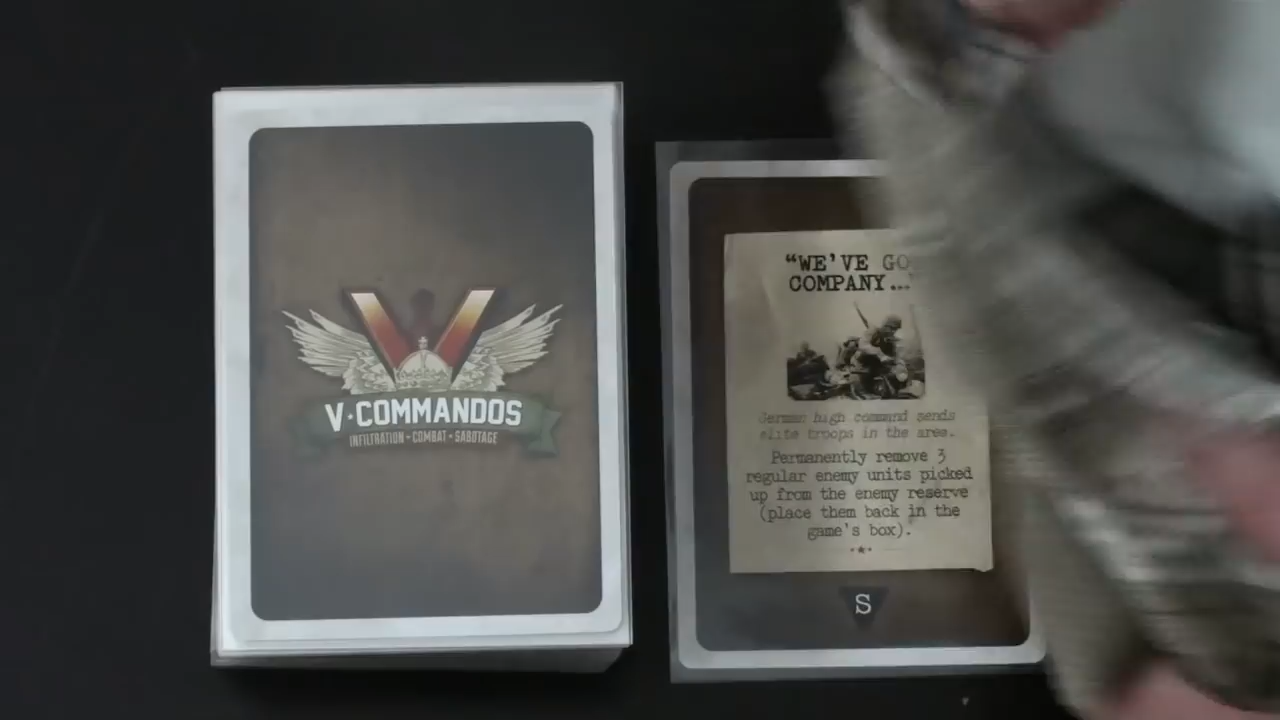 V·COMMANDOS
INFILTRATION • COMBAT • SABOTAGE
"WE'VE GO
COMPANY..."
German high command sends
elite troops in the area.
Permanently remove 3
regular enemy units picked
up from the enemy reserve
(place them back in the
game's box).
S